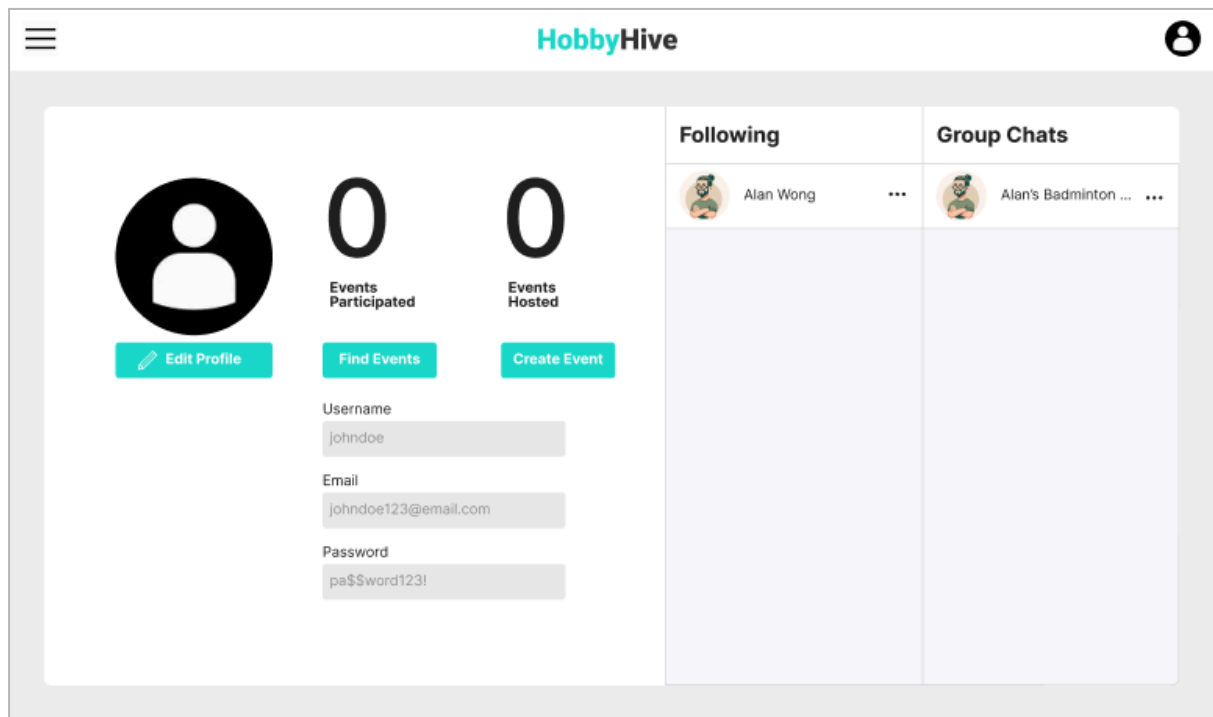 HobbyHive
0 0
Events Events
Participated Hosted
Edit Profile Find Events Create Event
Username
johndoe
Email
johndoe123@email.com
Password
pa$$word123!
Following
Alan Wong ...
Group Chats
Alan's Badminton ... ...